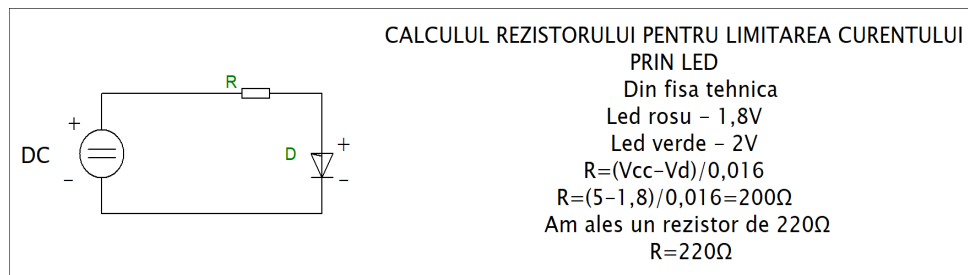 CALCULUL REZISTORULUI PENTRU LIMITAREA CURENTULUI
PRIN LED
Din fisa tehnica
Led rosu – 1,8V
Led verde – 2V
R=(Vcc-Vd)/0,016
R=(5-1,8)/0,016=200Ω
Am ales un rezistor de 220Ω
R=220Ω
R
+
DC
-
D
+
-